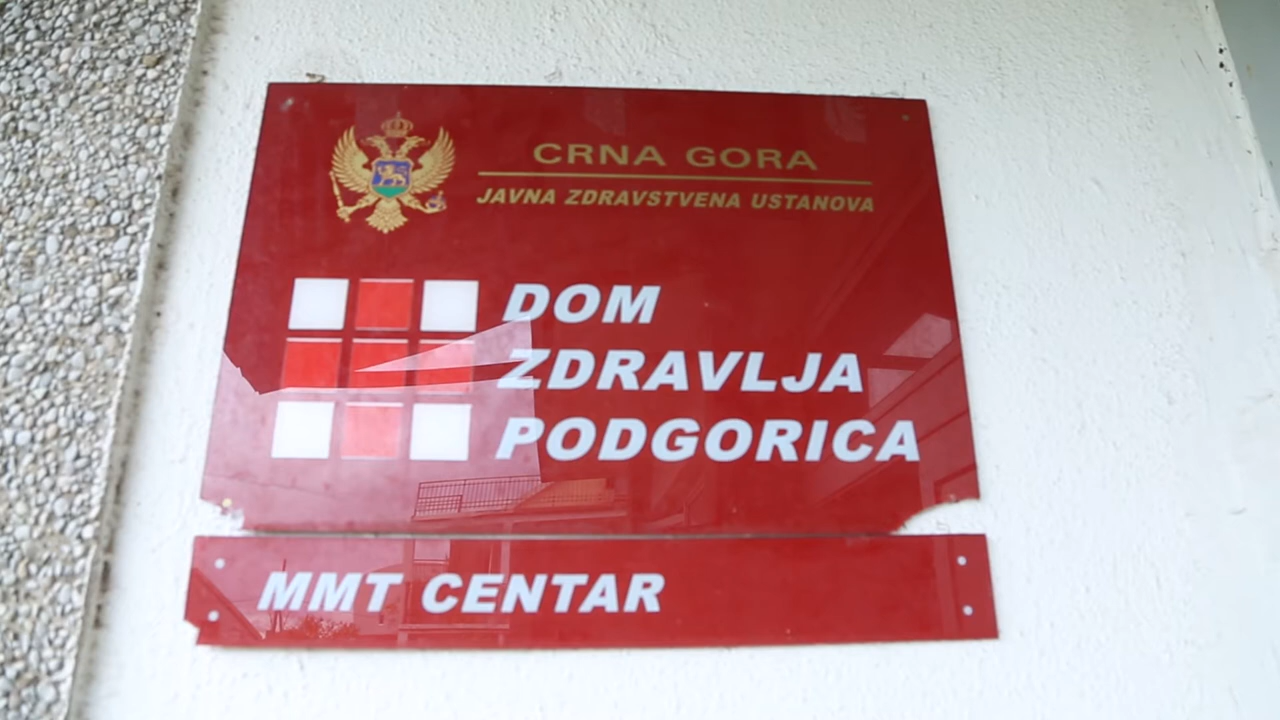 CRNA GORA
JAVNA ZDRAVSTVENA USTANOVA
DOM
ZDRAVLJA
PODGORICA
MMT CENTAR